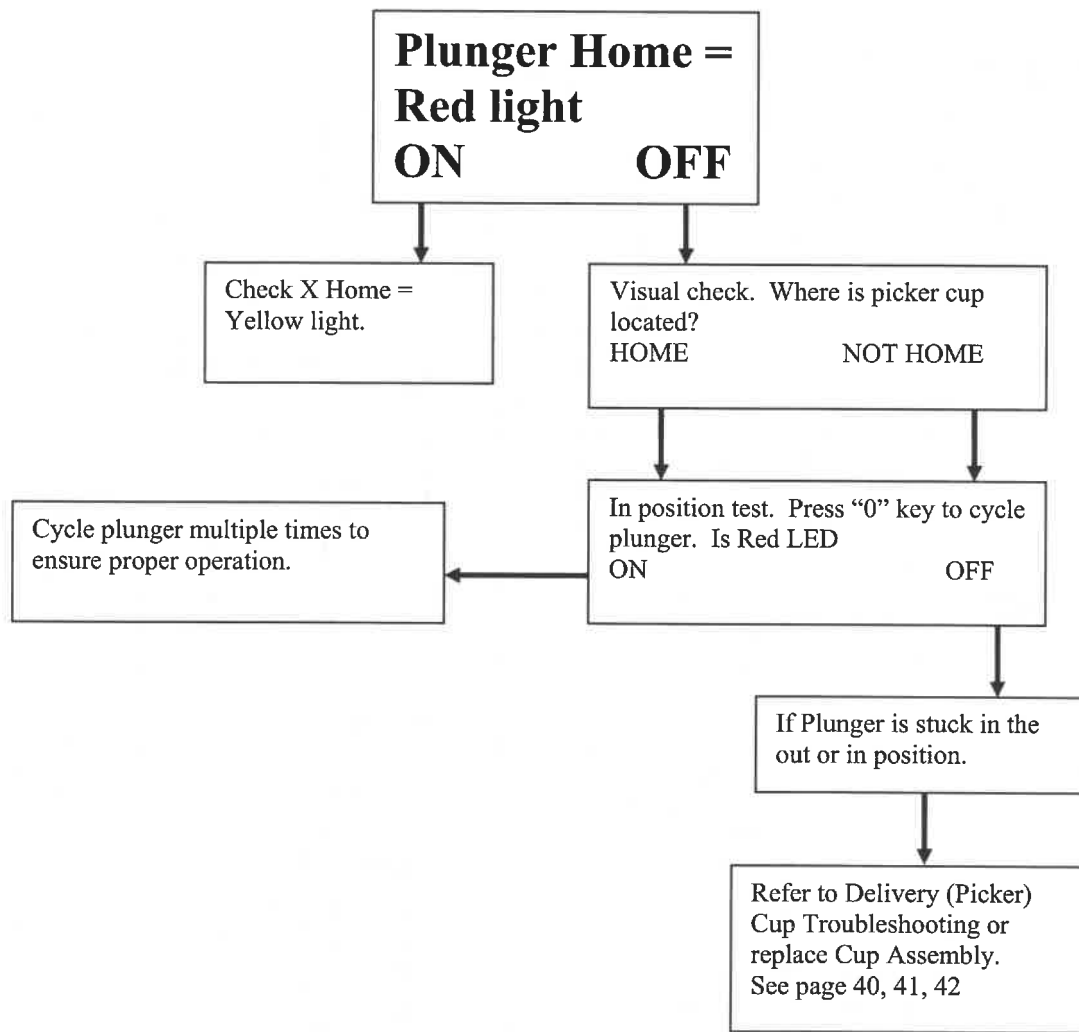 Plunger Home =
Red light
ON OFF
Check X Home =
Yellow light.
Visual check. Where is picker cup
located?
HOME NOT HOME
In position test. Press “0” key to cycle
plunger. Is Red LED
ON OFF
Cycle plunger multiple times to
ensure proper operation.
If Plunger is stuck in the
out or in position.
Refer to Delivery (Picker)
Cup Troubleshooting or
replace Cup Assembly.
See page 40, 41, 42